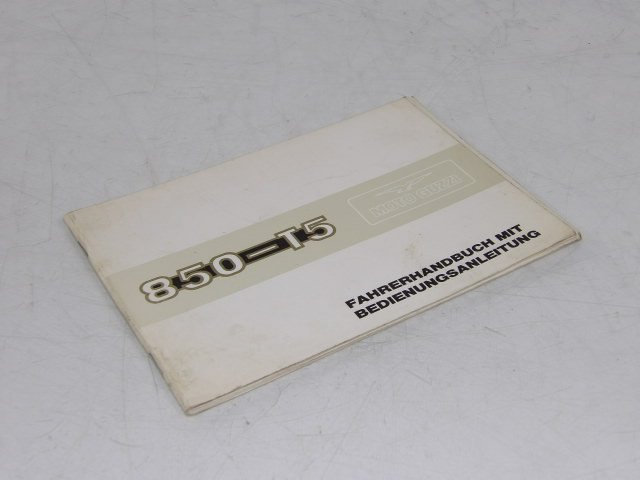 850-T5
MOTO GUZZI
FAHRERHANDBUCH MIT
BEDIENUNGSANLEITUNG